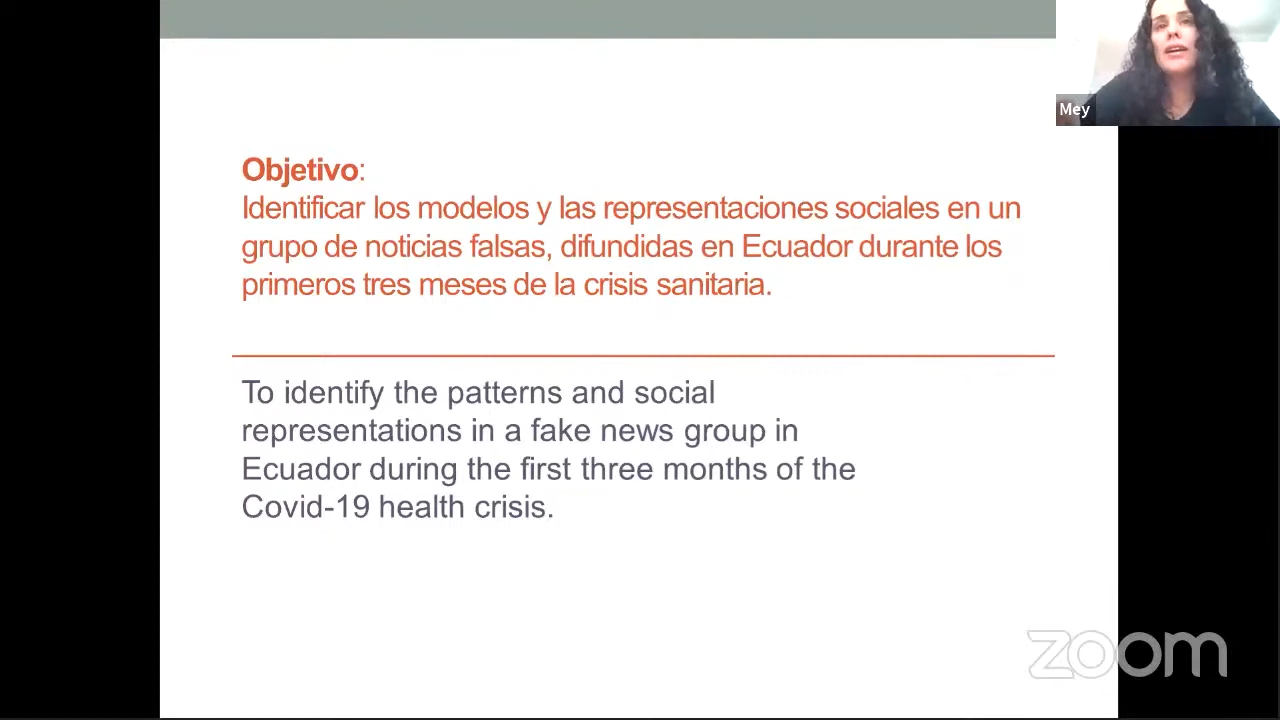 Mey
Objetivo:
Identificar los modelos y las representaciones sociales en un
grupo de noticias falsas, difundidas en Ecuador durante los
primeros tres meses de la crisis sanitaria.
To identify the patterns and social
representations in a fake news group in
Ecuador during the first three months of the
Covid-19 health crisis.
zoom